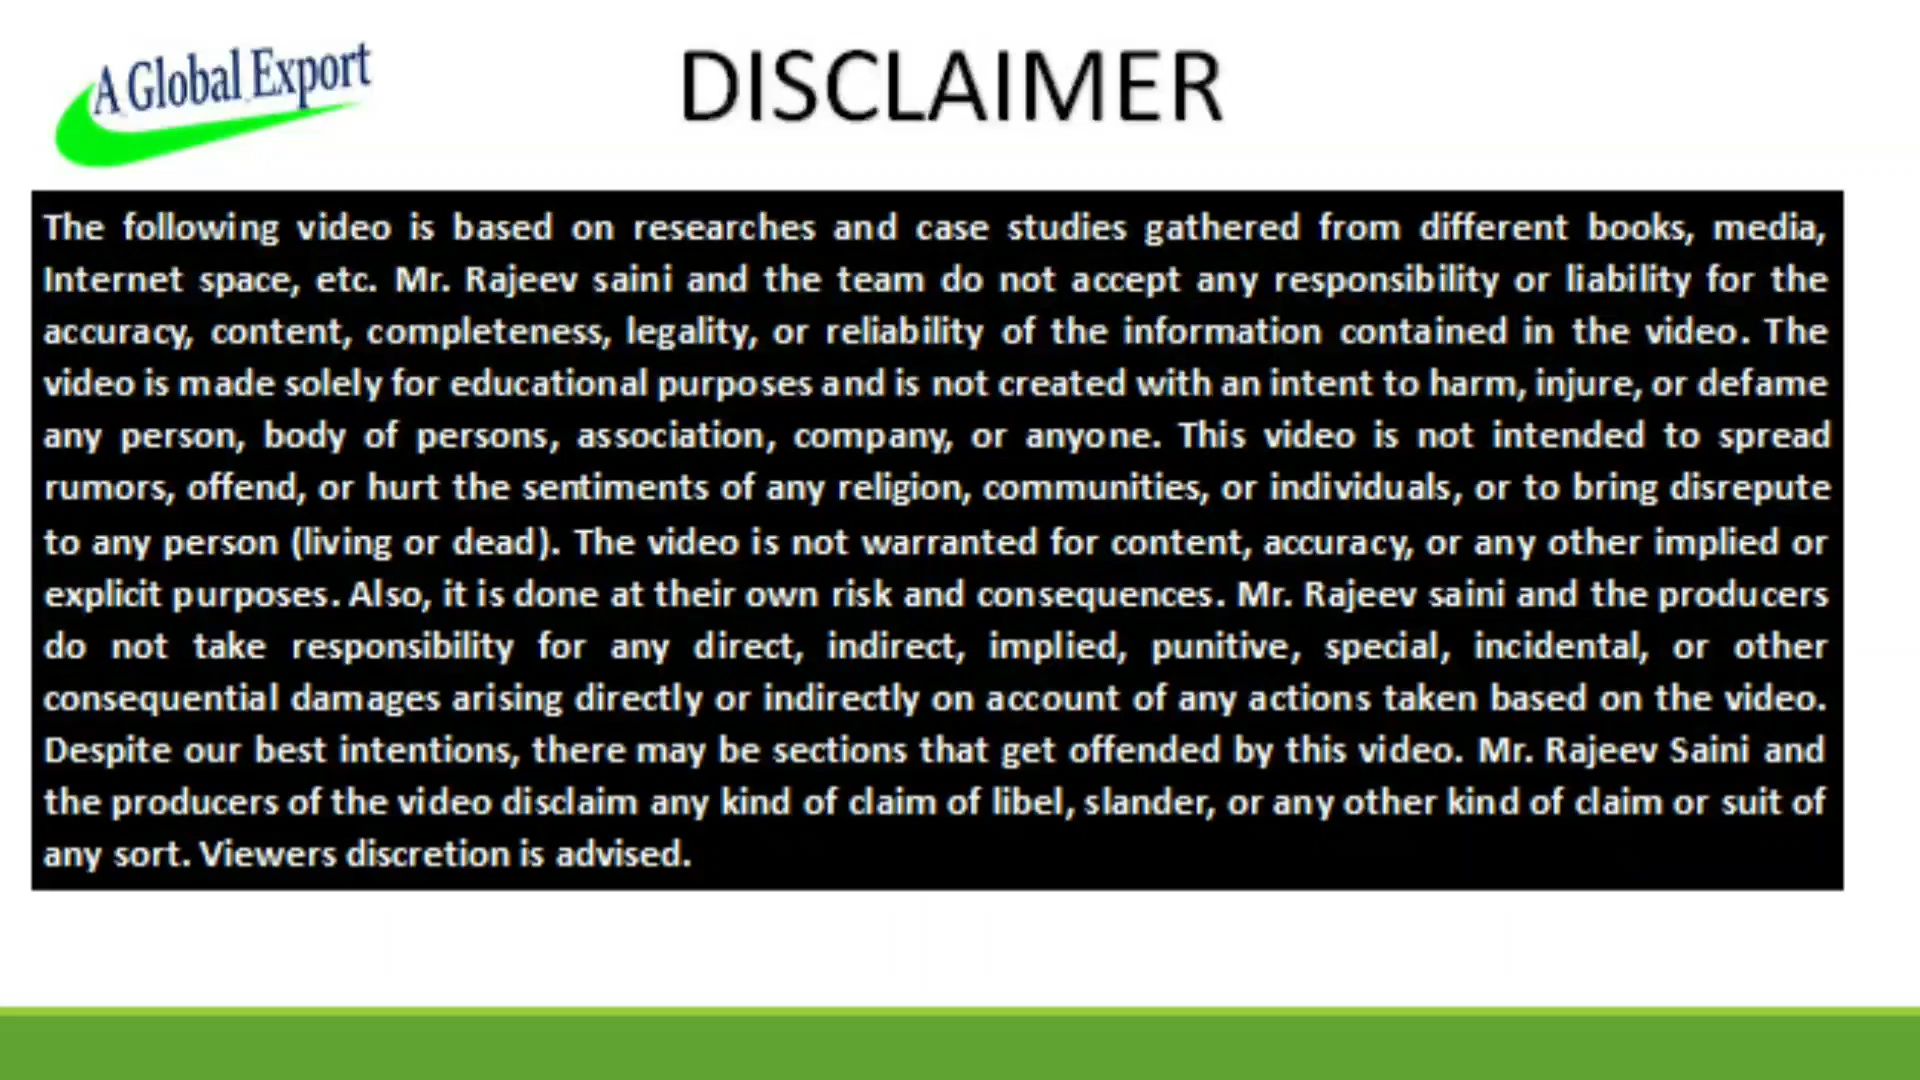 A Global Export
DISCLAIMER
The following video is based on researches and case studies gathered from different books, media,
Internet space, etc. Mr. Rajeev saini and the team do not accept any responsibility or liability for the
accuracy, content, completeness, legality, or reliability of the information contained in the video. The
video is made solely for educational purposes and is not created with an intent to harm, injure, or defame
any person, body of persons, association, company, or anyone. This video is not intended to spread
rumors, offend, or hurt the sentiments of any religion, communities, or individuals, or to bring disrepute
to any person (living or dead). The video is not warranted for content, accuracy, or any other implied or
explicit purposes. Also, it is done at their own risk and consequences. Mr. Rajeev saini and the producers
do not take responsibility for any direct, indirect, implied, punitive, special, incidental, or other
consequential damages arising directly or indirectly on account of any actions taken based on the video.
Despite our best intentions, there may be sections that get offended by this video. Mr. Rajeev Saini and
the producers of the video disclaim any kind of claim of libel, slander, or any other kind of claim or suit of
any sort. Viewers discretion is advised.